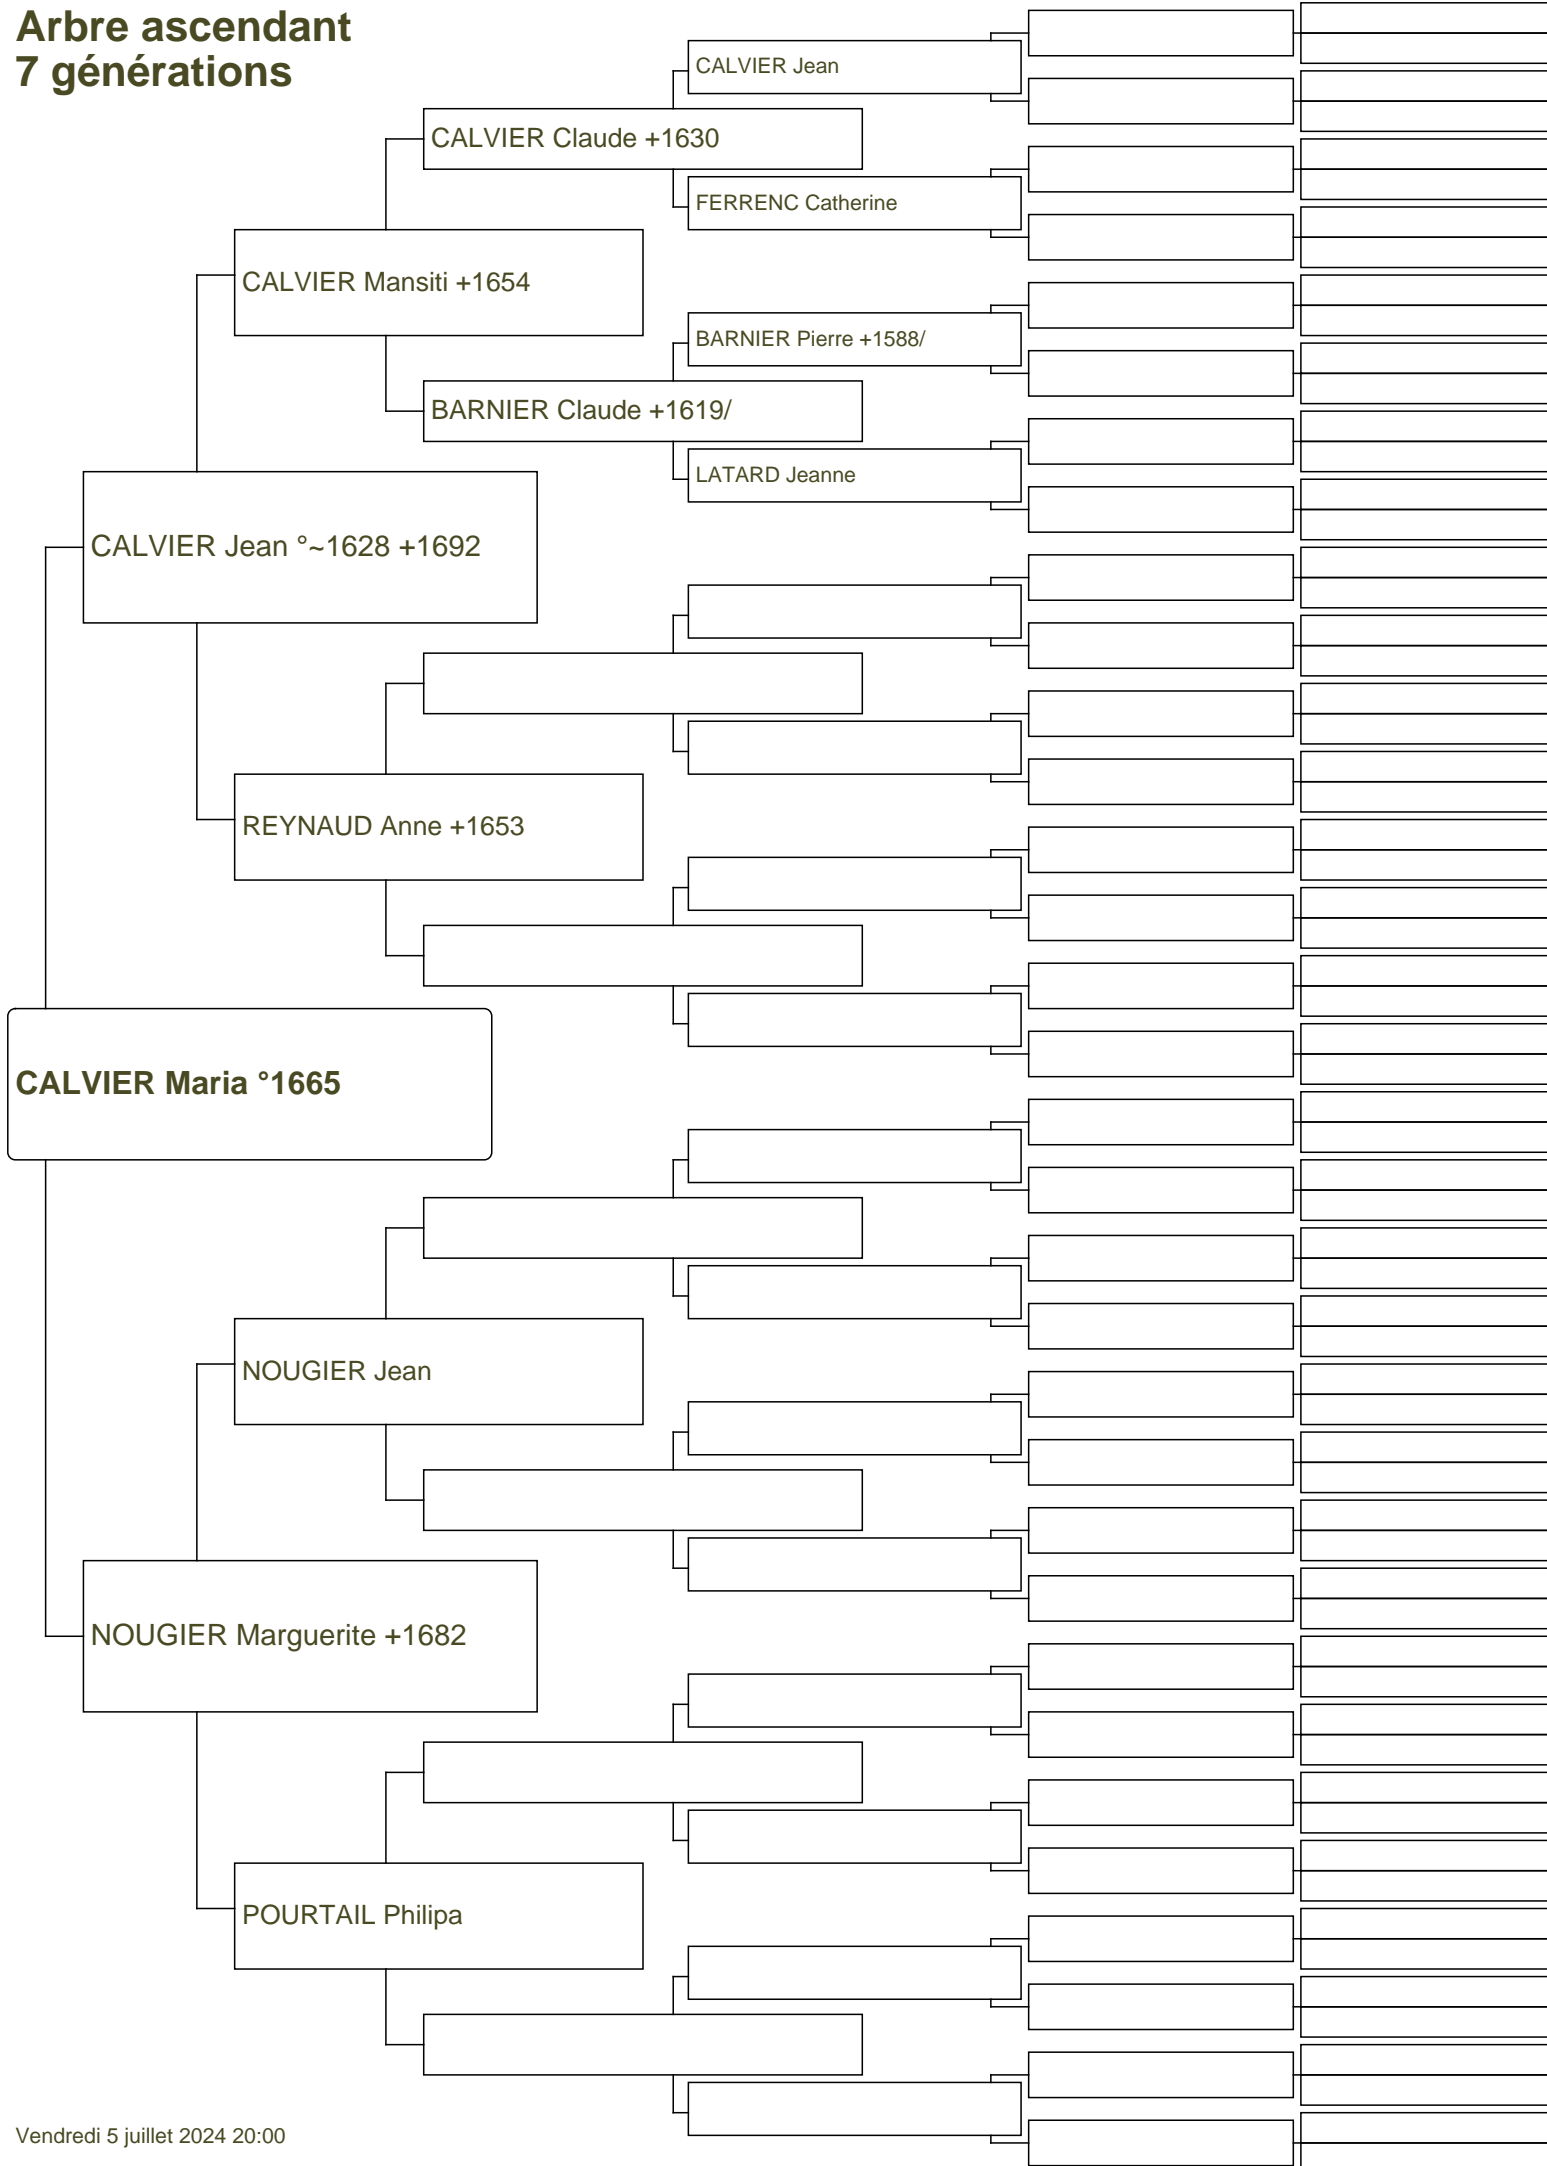 Arbre ascendant
7 générations
CALVIER Jean
CALVIER Claude +1630
FERRENC Catherine
CALVIER Mansiti +1654
BARNIER Pierre +1588/
BARNIER Claude +1619/
LATARD Jeanne
CALVIER Jean °~1628 +1692
REYNAUD Anne +1653
CALVIER Maria °1665
NOUGIER Jean
NOUGIER Marguerite +1682
POURTAIL Philipa
Vendredi 5 juillet 2024 20:00